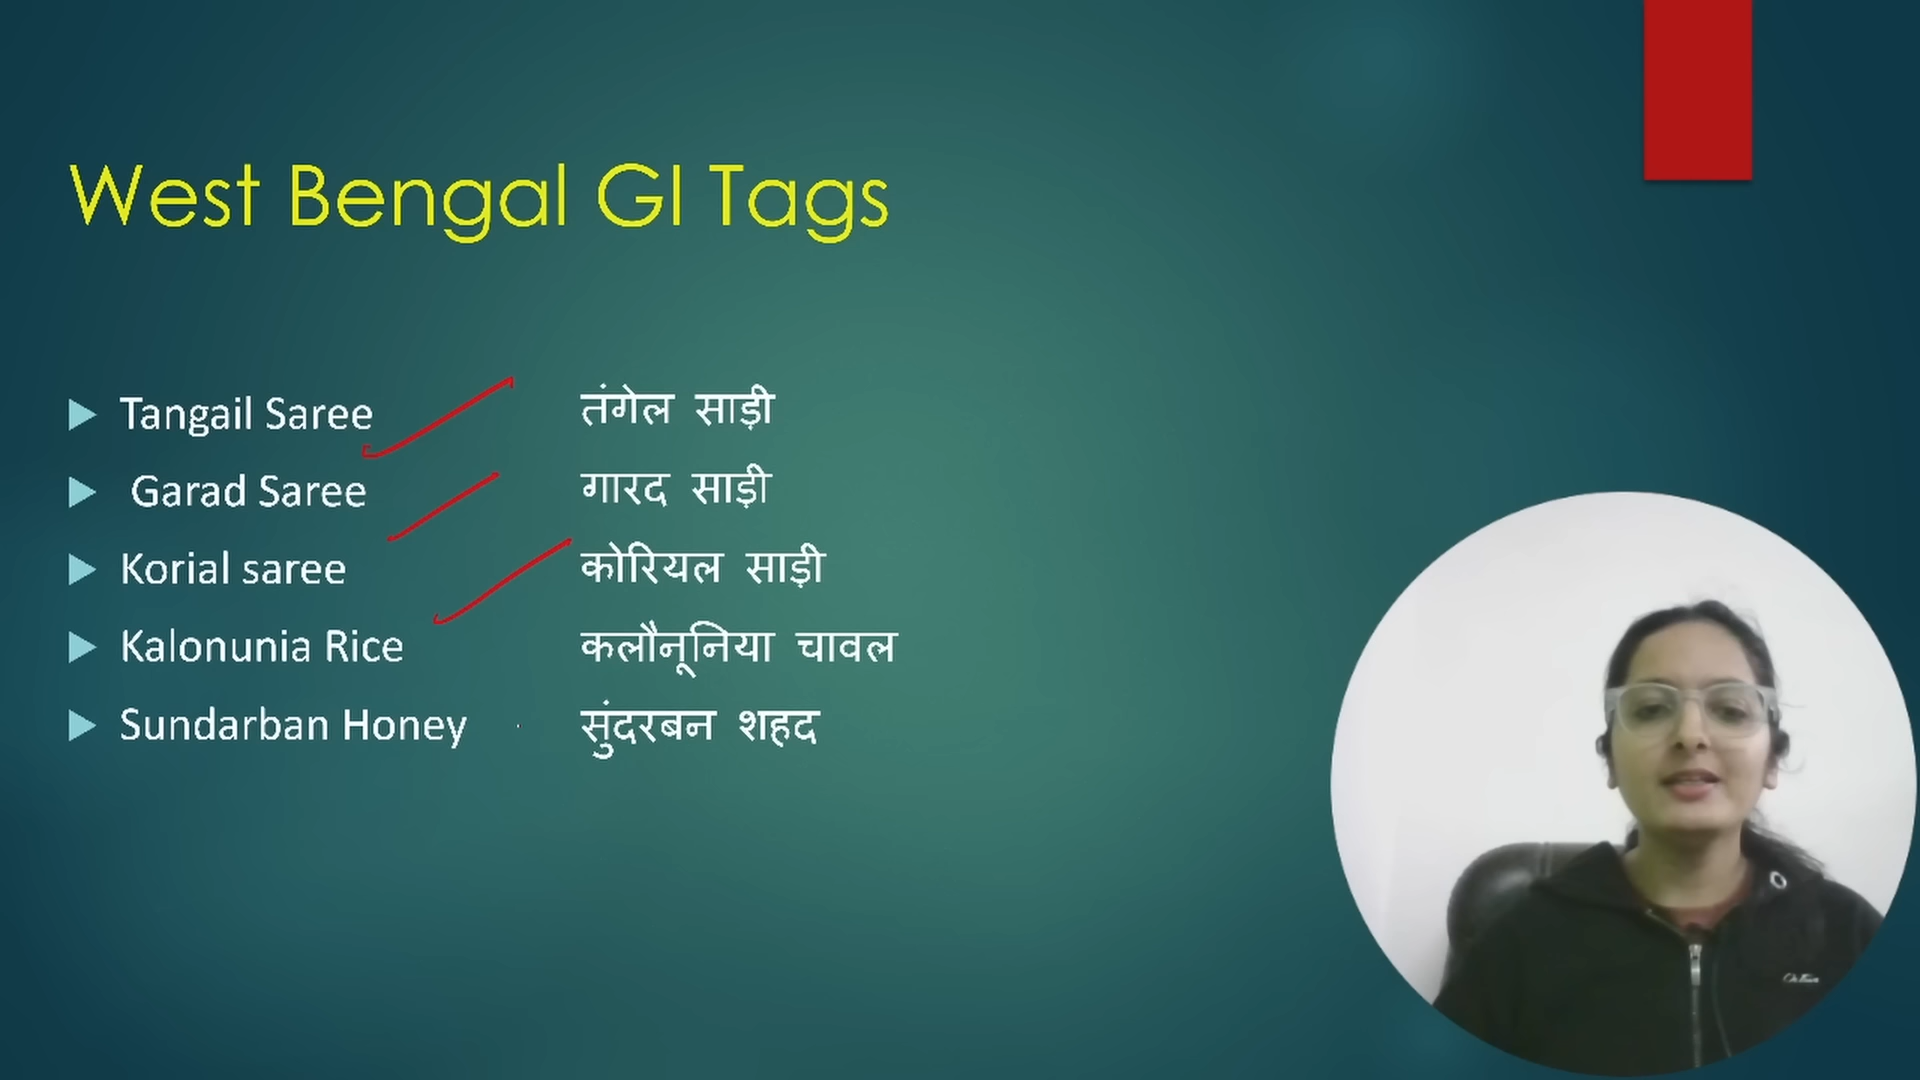 West Bengal GI Tags
Tangail Saree तंगेल साड़ी
Garad Saree गारद साड़ी
Korial saree कोरियल साड़ी
Kalonunia Rice कलौनूनिया चावल
Sundarban Honey सुंदरबन शहद